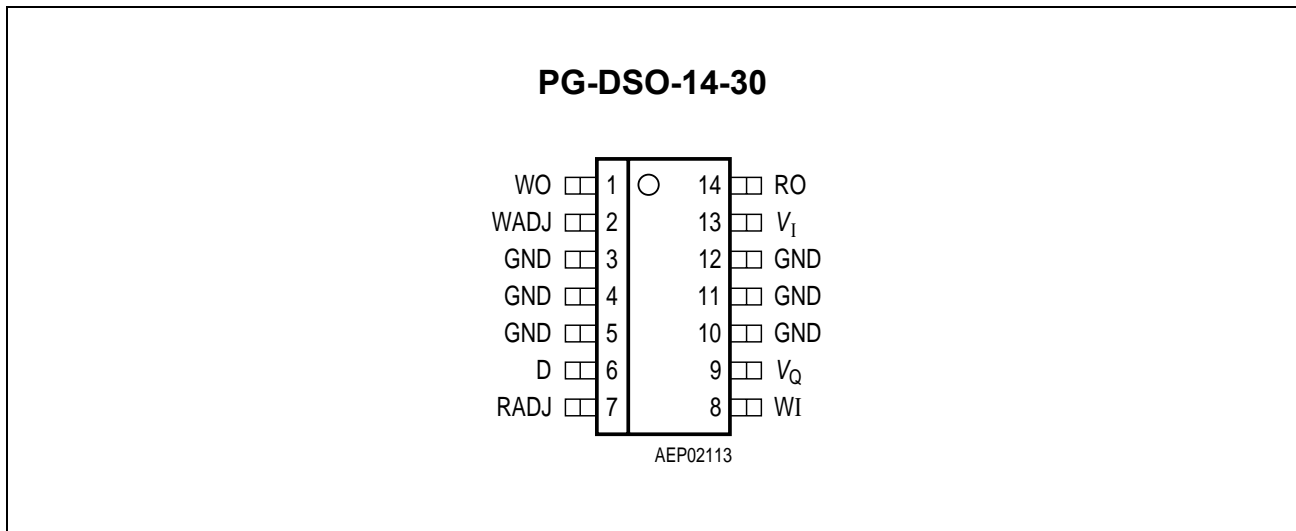 PG-DSO-14-30
WO 1 14 RO
WADJ 2 13 VI
GND 3 12 GND
GND 4 11 GND
GND 5 10 GND
D 6 9 VQ
RADJ 7 8 WI
AEP02113